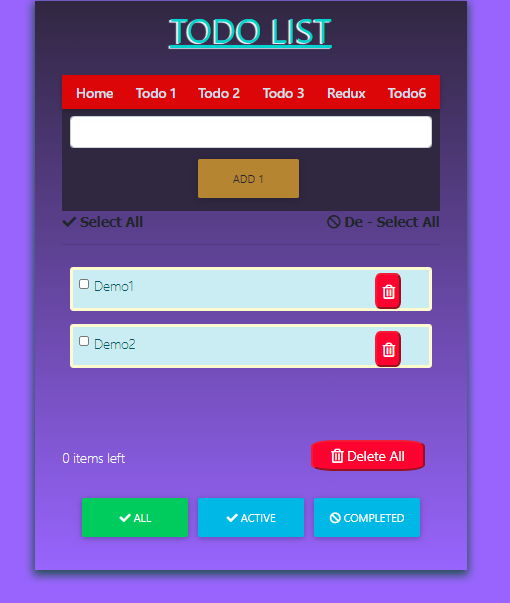 TODO LIST
Home Todo 1 Todo 2 Todo 3 Redux Todo6
ADD 1
Select All De - Select All
Demo1
Demo2
0 items left Delete All
ALL ACTIVE COMPLETED